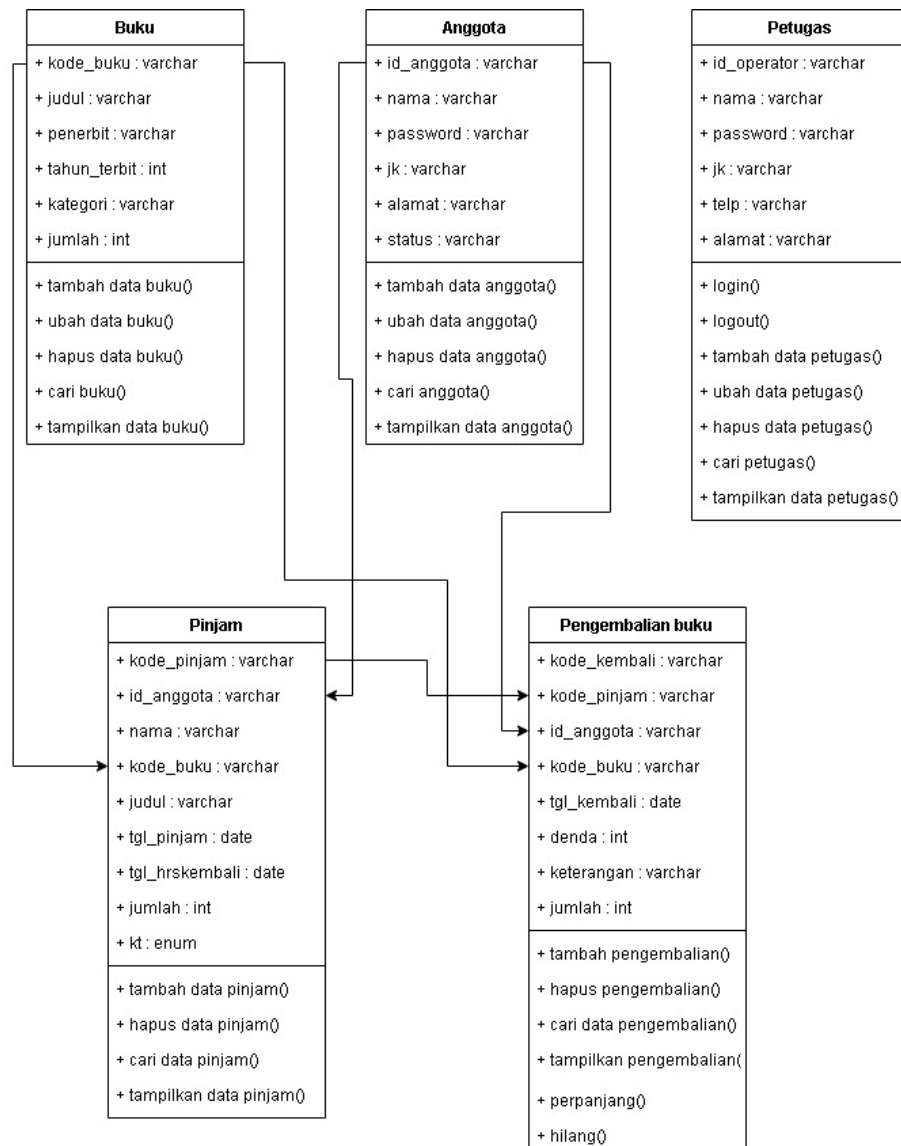 Buku
+ kode_buku : varchar
+ judul : varchar
+ penerbit : varchar
+ tahun_terbit : int
+ kategori : varchar
+ jumlah : int
+ tambah data buku()
+ ubah data buku()
+ hapus data buku()
+ cari buku()
+ tampilkan data buku()
Anggota
+ id_anggota : varchar
+ nama : varchar
+ password : varchar
+ jk : varchar
+ alamat : varchar
+ status : varchar
+ tambah data anggota()
+ ubah data anggota()
+ hapus data anggota()
+ cari anggota()
+ tampilkan data anggota()
Petugas
+ id_operator : varchar
+ nama : varchar
+ password : varchar
+ jk : varchar
+ telp : varchar
+ alamat : varchar
+ login()
+ logout()
+ tambah data petugas()
+ ubah data petugas()
+ hapus data petugas()
+ cari petugas()
+ tampilkan data petugas()
Pinjam
+ kode_pinjam : varchar
+ id_anggota : varchar
+ nama : varchar
+ kode_buku : varchar
+ judul : varchar
+ tgl_pinjam : date
+ tgl_hrskembali : date
+ jumlah : int
+ kt : enum
+ tambah data pinjam()
+ hapus data pinjam()
+ cari data pinjam()
+ tampilkan data pinjam()
Pengembalian buku
+ kode_kembali : varchar
+ kode_pinjam : varchar
+ id_anggota : varchar
+ kode_buku : varchar
+ tgl_kembali : date
+ denda : int
+ keterangan : varchar
+ jumlah : int
+ tambah pengembalian()
+ hapus pengembalian()
+ cari data pengembalian()
+ tampilkan pengembalian(
+ perpanjang()
+ hilang()